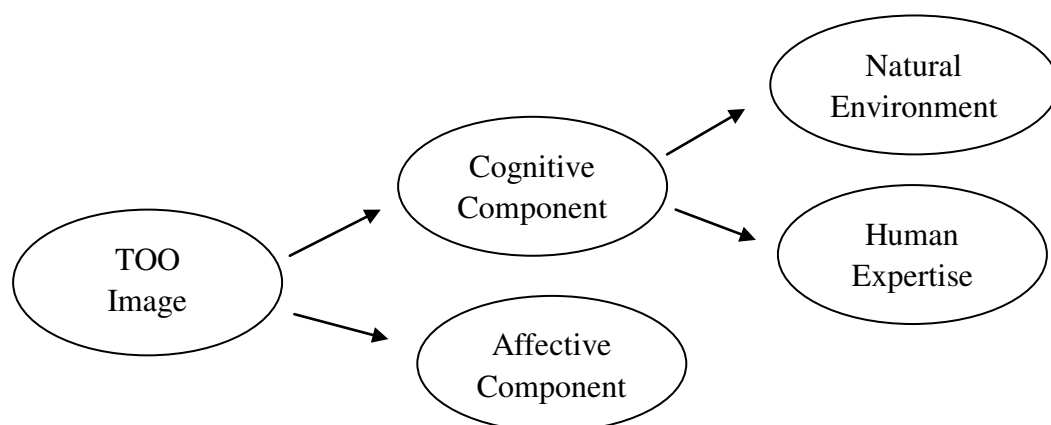 Natural
Environment
Cognitive
Component
Human
Expertise
TOO
Image
Affective
Component